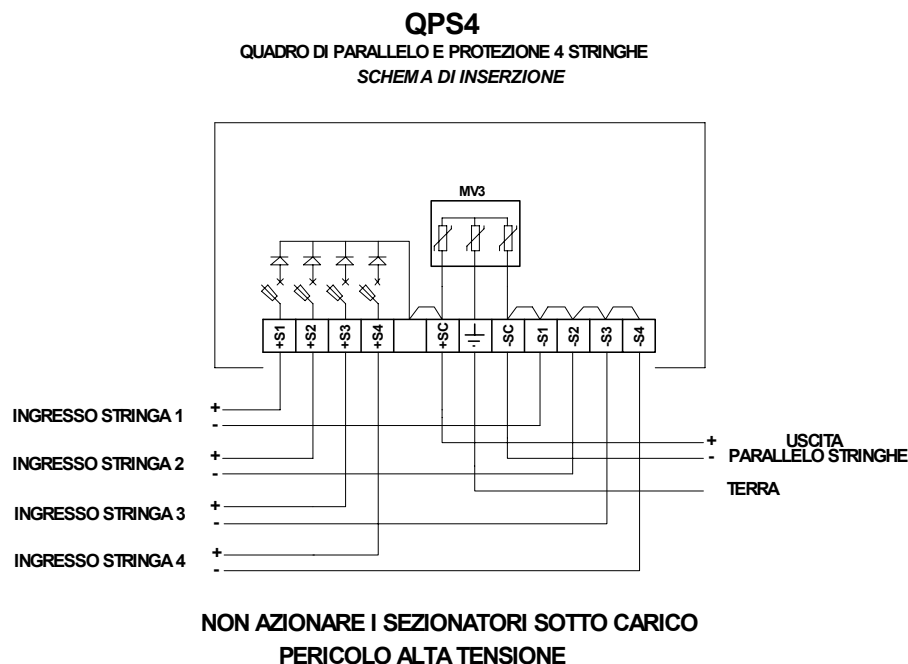 QPS4
QUADRO DI PARALLELO E PROTEZIONE 4 STRINGHE
SCHEMA DI INSERZIONE
MV3
+S1 +S2 +S3 +S4 +SC -SC -S1 -S2 -S3 -S4
INGRESSO STRINGA 1 +
-
INGRESSO STRINGA 2 +
-
INGRESSO STRINGA 3 +
-
INGRESSO STRINGA 4 +
-
+ USCITA
- PARALLELO STRINGHE
TERRA
NON AZIONARE I SEZIONATORI SOTTO CARICO
PERICOLO ALTA TENSIONE